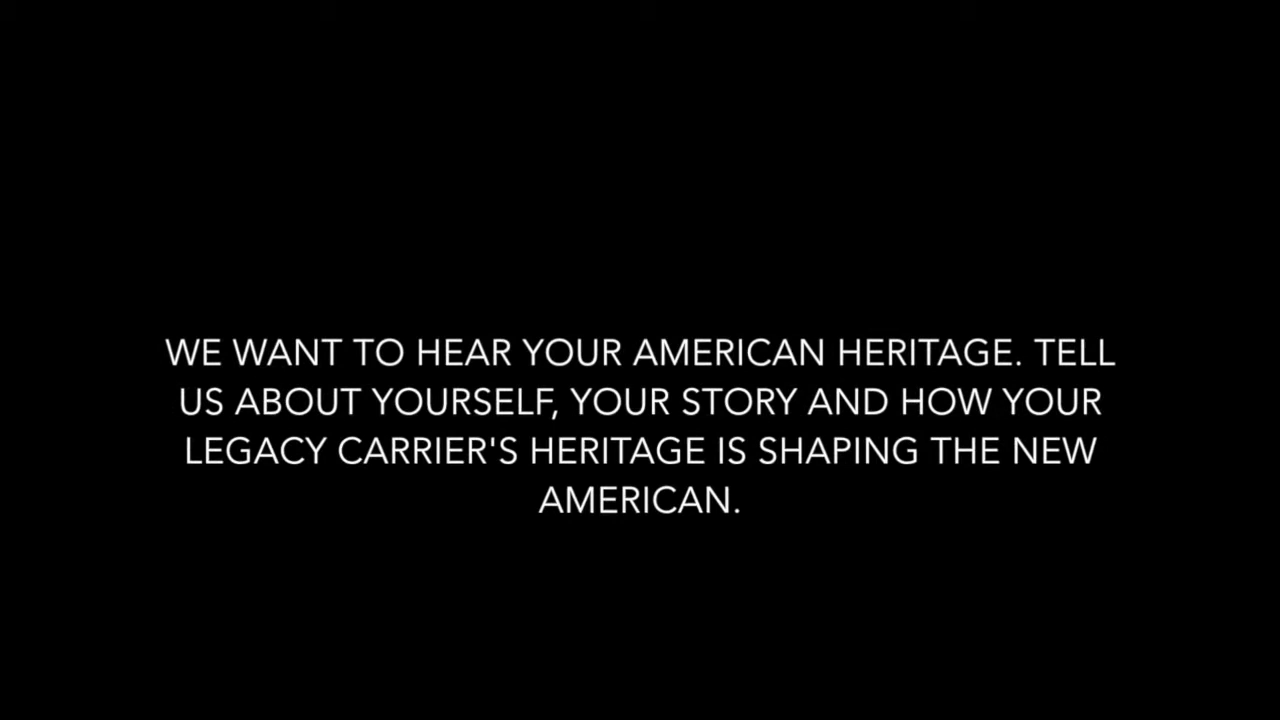 WE WANT TO HEAR YOUR AMERICAN HERITAGE. TELL
US ABOUT YOURSELF, YOUR STORY AND HOW YOUR
LEGACY CARRIER'S HERITAGE IS SHAPING THE NEW
AMERICAN.